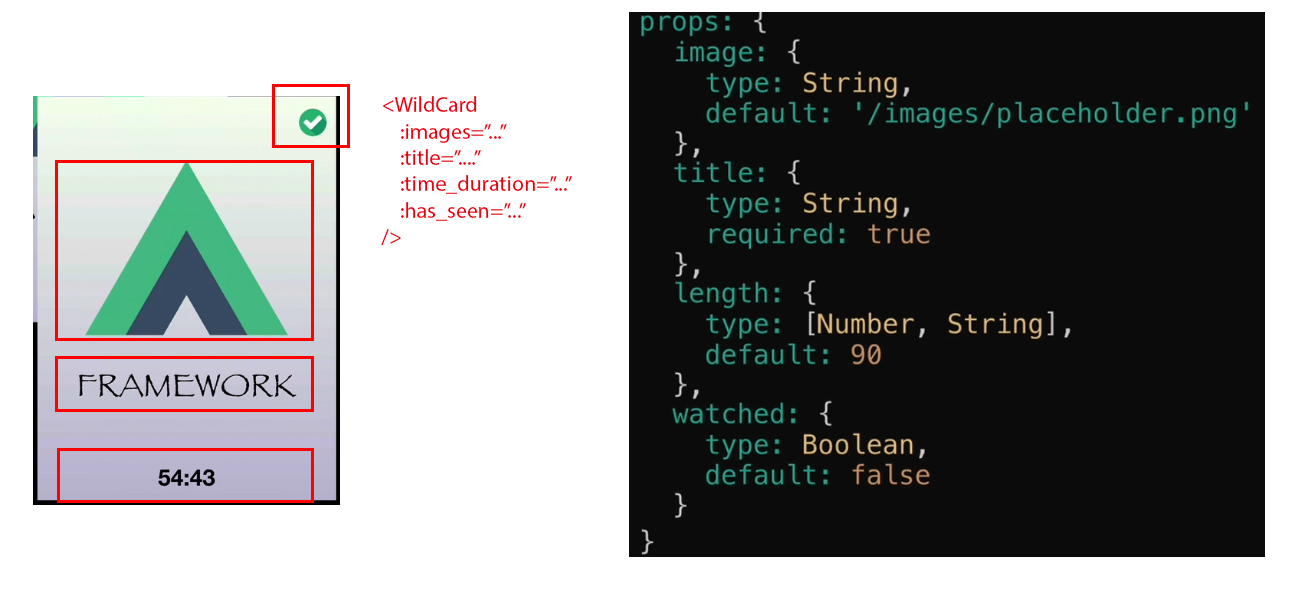 FRAMEWORK
54:43
<WildCard
:images="..."
:title="...."
:time_duration="..."
:has_seen="..."
/>
props: {
image: {
type: String,
default: '/images/placeholder.png'
},
title: {
type: String,
required: true
},
length: {
type: [Number, String],
default: 90
},
watched: {
type: Boolean,
default: false
}
}